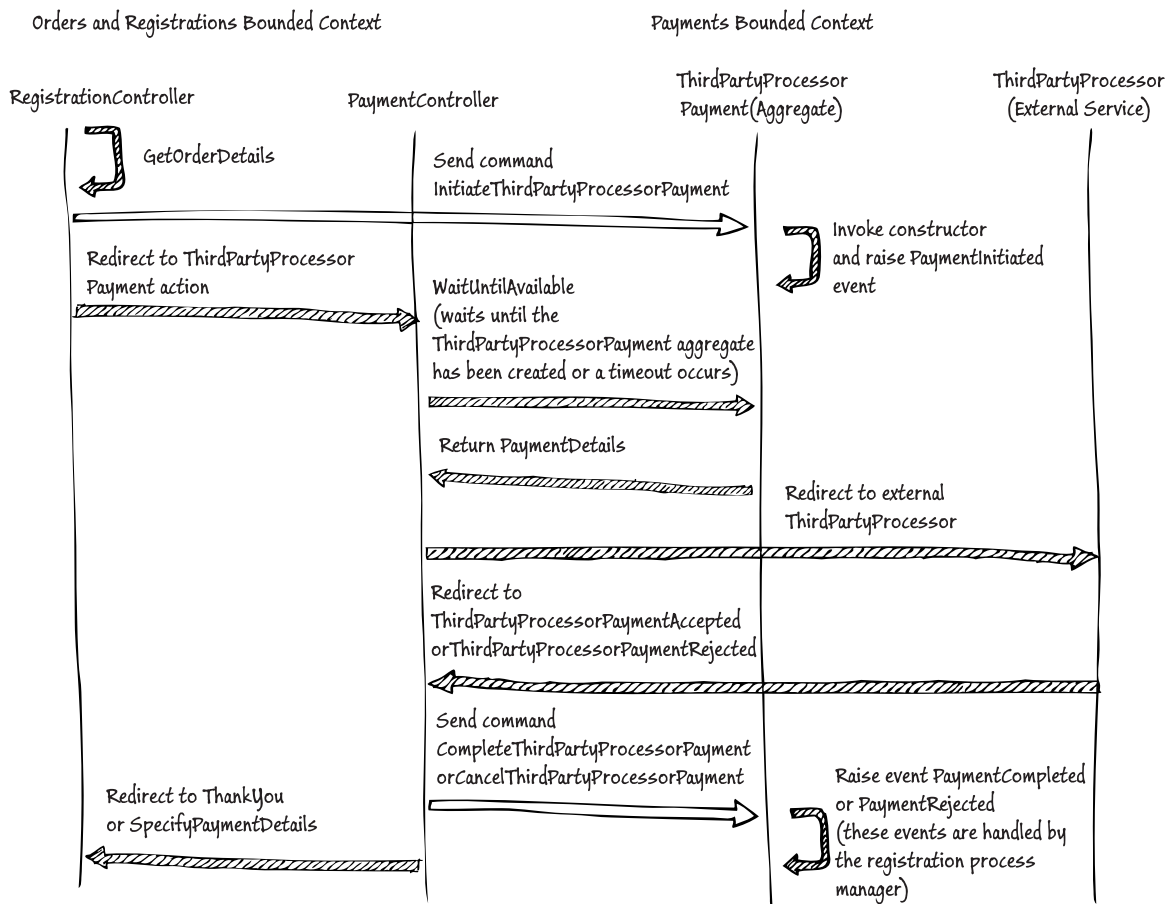 Orders and Registrations Bounded Context
Payments Bounded Context
RegistrationController
PaymentController
ThirdPartyProcessor
Payment(Aggregate)
ThirdPartyProcessor
(External Service)
GetOrderDetails
Send command
InitiateThirdPartyProcessorPayment
Invoke constructor
and raise PaymentInitiated
event
Redirect to ThirdPartyProcessor
Payment action
WaitUntilAvailable
(waits until the
ThirdPartyProcessorPayment aggregate
has been created or a timeout occurs)
Return PaymentDetails
Redirect to external
ThirdPartyProcessor
Redirect to
ThirdPartyProcessorPaymentAccepted
orThirdPartyProcessorPaymentRejected
Send command
CompleteThirdPartyProcessorPayment
orCancelThirdPartyProcessorPayment
Raise event PaymentCompleted
or PaymentRejected
(these events are handled by
the registration process
manager)
Redirect to ThankYou
or SpecifyPaymentDetails